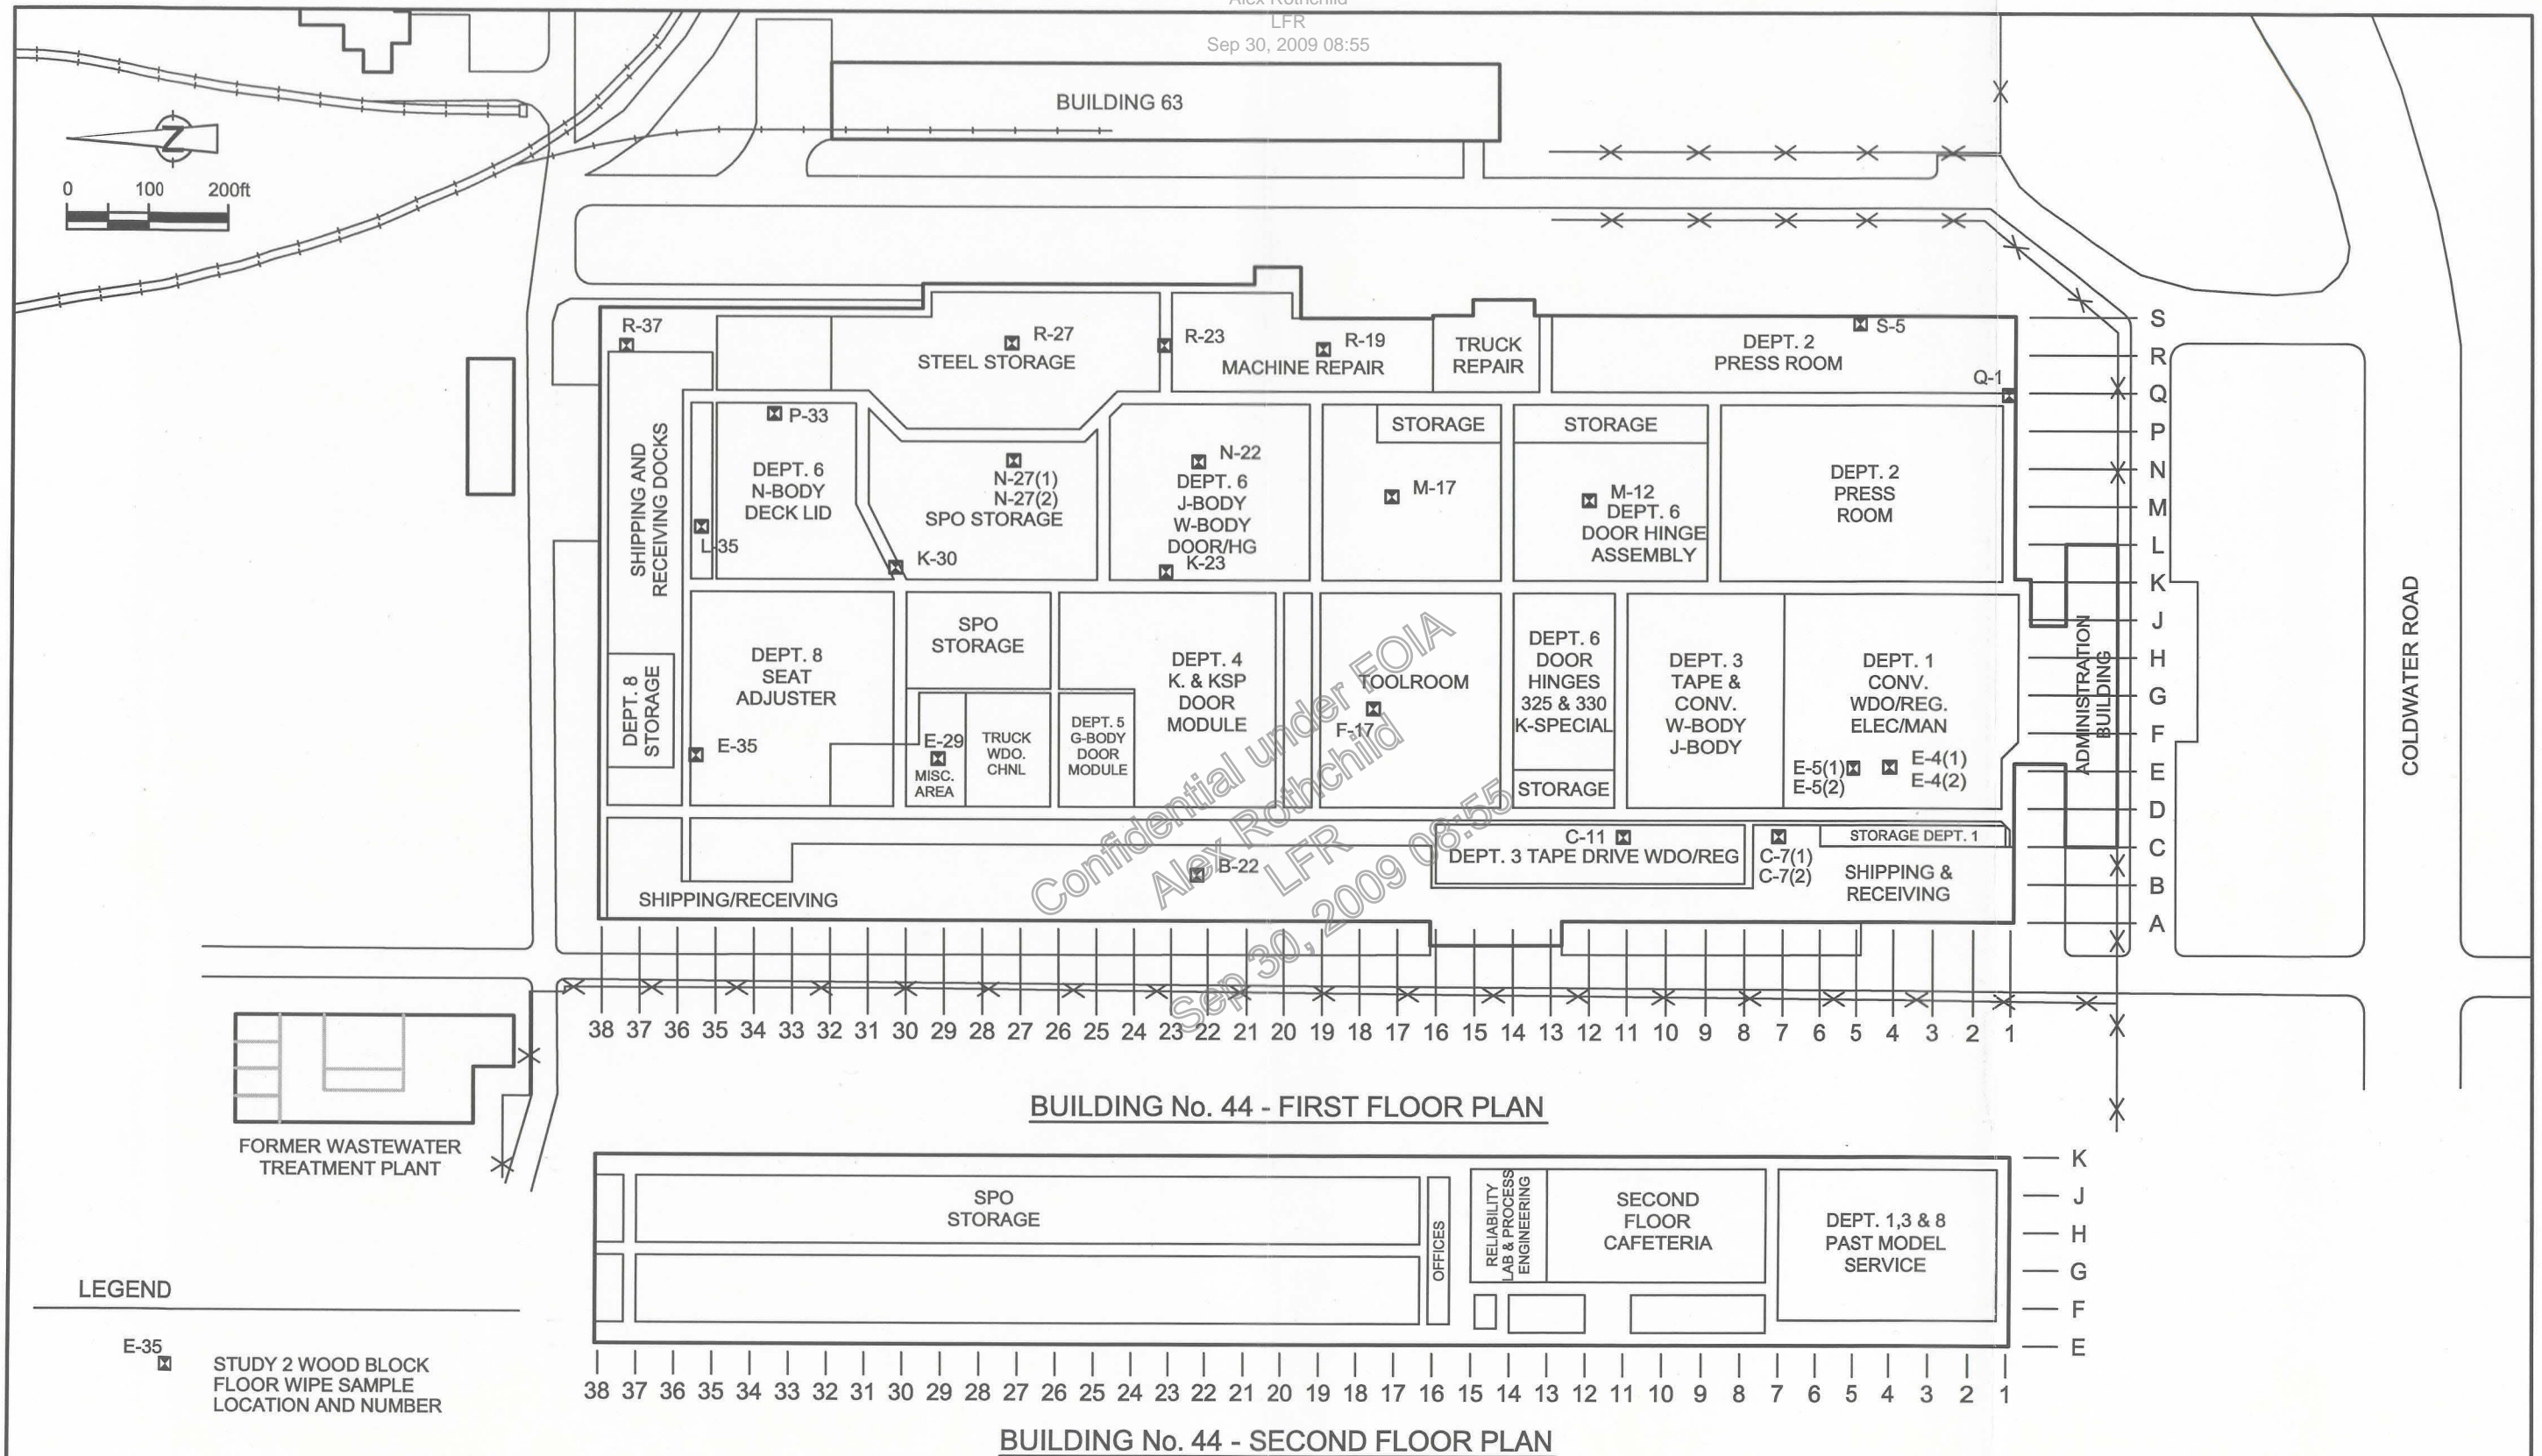 Alex Rothchild
LFR
Sep 30, 2009 08:55
BUILDING 63
Z
0 100 200ft
R-37
R-27
STEEL STORAGE
R-23
R-19
MACHINE REPAIR
TRUCK
REPAIR
DEPT. 2
PRESS ROOM
S-5
Q-1
SHIPPING AND
RECEIVING DOCKS
L-35
P-33
DEPT. 6
N-BODY
DECK LID
N-27(1)
N-27(2)
SPO STORAGE
K-30
N-22
DEPT. 6
J-BODY
W-BODY
DOOR/HG
K-23
STORAGE
M-17
STORAGE
M-12
DEPT. 6
DOOR HINGE
ASSEMBLY
DEPT. 2
PRESS
ROOM
DEPT. 8
STORAGE
DEPT. 8
SEAT
ADJUSTER
E-35
SPO
STORAGE
E-29
MISC.
AREA
TRUCK
WDO.
CHNL
DEPT. 5
G-BODY
DOOR
MODULE
DEPT. 4
K. & KSP
DOOR
MODULE
TOOLROOM
F-17
DEPT. 6
DOOR
HINGES
325 & 330
K-SPECIAL
STORAGE
DEPT. 3
TAPE &
CONV.
W-BODY
J-BODY
DEPT. 1
CONV.
WDO/REG.
ELEC/MAN
E-5(1)
E-5(2)
E-4(1)
E-4(2)
SHIPPING/RECEIVING
B-22
C-11
DEPT. 3 TAPE DRIVE WDO/REG
C-7(1)
C-7(2)
STORAGE DEPT. 1
SHIPPING &
RECEIVING
ADMINISTRATION
BUILDING
COLDWATER ROAD
S
R
Q
P
N
M
L
K
J
H
G
F
E
D
C
B
A
Confidential under FOIA
Alex Rothchild
LFR
Sep 30, 2009 08:55
38 37 36 35 34 33 32 31 30 29 28 27 26 25 24 23 22 21 20 19 18 17 16 15 14 13 12 11 10 9 8 7 6 5 4 3 2 1
BUILDING No. 44 - FIRST FLOOR PLAN
FORMER WASTEWATER
TREATMENT PLANT
SPO
STORAGE
OFFICES
RELIABILITY
LAB & PROCESS
ENGINEERING
SECOND
FLOOR
CAFETERIA
DEPT. 1,3 & 8
PAST MODEL
SERVICE
K
J
H
G
F
E
38 37 36 35 34 33 32 31 30 29 28 27 26 25 24 23 22 21 20 19 18 17 16 15 14 13 12 11 10 9 8 7 6 5 4 3 2 1
BUILDING No. 44 - SECOND FLOOR PLAN
LEGEND
E-35
STUDY 2 WOOD BLOCK
FLOOR WIPE SAMPLE
LOCATION AND NUMBER